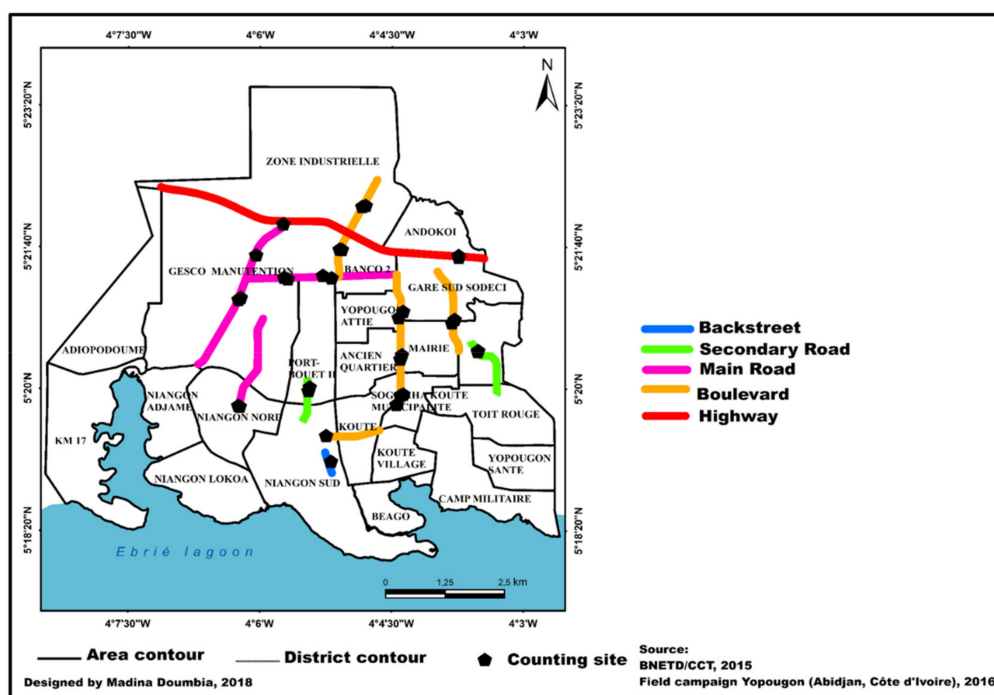 4°7'30"W 4°6'W 4°4'30"W 4°3'W
N
5°23'20"N 5°23'20"N
ZONE INDUSTRIELLE
ANDOKOI
5°21'40"N 5°21'40"N
GESCO MANUTENTION BANCO 2
GARE SUD SODECI
YOPOUGON
ATTIE
ADIOPODOUME
ANCIEN
QUARTIER
MAIRIE
PORT-
BOUET II
5°20'N 5°20'N
NIANGON
ADJAME
NIANGON NORD
MUNICIPALITE
TOIT ROUGE
KM 17
KOUTE
KOUTE
VILLAGE
YOPOUGON
SANTE
NIANGON LOKOA
NIANGON SUD
CAMP MILITAIRE
BEAGO
5°18'20"N 5°18'20"N
Ebrié lagoon
0 1,25 2,5 km
4°7'30"W 4°6'W 4°4'30"W 4°3'W
Backstreet
Secondary Road
Main Road
Boulevard
Highway
Area contour District contour Counting site
Designed by Madina Doumbia, 2018
Source:
BNETD/CCT, 2015
Field campaign Yopougon (Abidjan, Côte d'Ivoire), 2016